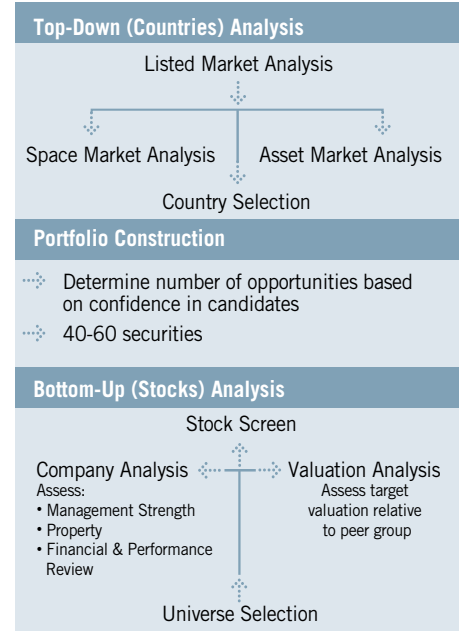 Top-Down (Countries) Analysis
Listed Market Analysis
Space Market Analysis
Asset Market Analysis
Country Selection
Portfolio Construction
Determine number of opportunities based
on confidence in candidates
40-60 securities
Bottom-Up (Stocks) Analysis
Stock Screen
Company Analysis
Assess:
• Management Strength
• Property
• Financial & Performance
Review
Valuation Analysis
Assess target
valuation relative
to peer group
Universe Selection